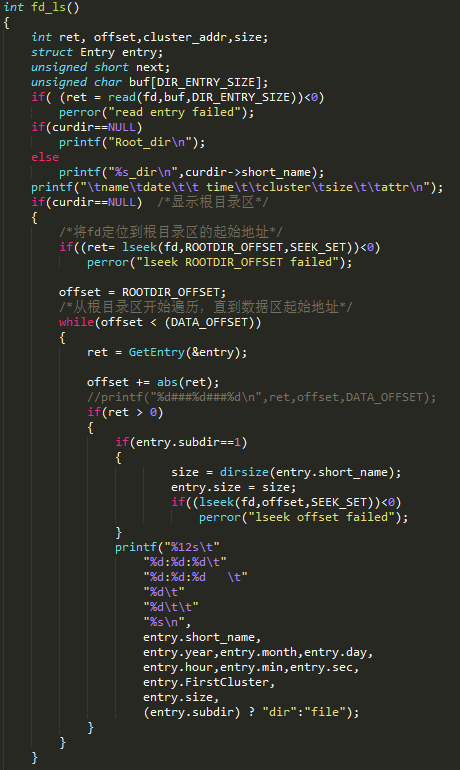 int fd_ls()
{
    int ret, offset,cluster_addr,size;
    struct Entry entry;
    unsigned short next;
    unsigned char buf[DIR_ENTRY_SIZE];
    if( (ret = read(fd,buf,DIR_ENTRY_SIZE))<0)
        perror("read entry failed");
    if(curdir==NULL)
        printf("Root_dir\n");
    else
        printf("%s_dir\n",curdir->short_name);
    printf("\tname\tdate\t\t time\t\tcluster\tsize\t\tattr\n");
    if(curdir==NULL)  /*显示根目录区*/
    {
        /*将fd定位到根目录区的起始地址*/
        if((ret= lseek(fd,ROOTDIR_OFFSET,SEEK_SET))<0)
            perror("lseek ROOTDIR_OFFSET failed");

        offset = ROOTDIR_OFFSET;
        /*从根目录区开始遍历，直到数据区起始地址*/
        while(offset < (DATA_OFFSET))
        {
            ret = GetEntry(&entry);

            offset += abs(ret);
            //printf("%d###%d###%d\n",ret,offset,DATA_OFFSET);
            if(ret > 0)
            {
                if(entry.subdir==1)
                {
                        size = dirsize(entry.short_name);
                        entry.size = size;
                        if((lseek(fd,offset,SEEK_SET))<0)
                            perror("lseek offset failed");
                }
                printf("%12s\t"
                    "%d:%d:%d\t"
                    "%d:%d:%d   \t"
                    "%d\t"
                    "%d\t\t"
                    "%s\n",
                    entry.short_name,
                    entry.year,entry.month,entry.day,
                    entry.hour,entry.min,entry.sec,
                    entry.FirstCluster,
                    entry.size,
                    (entry.subdir) ? "dir":"file");
            }
        }
    }